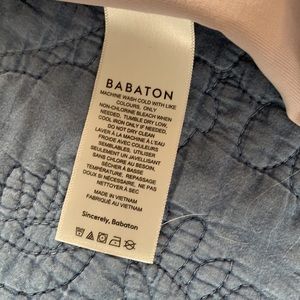 BABATON
MACHINE WASH COLD WITH LIKE
COLOURS. ONLY
NON-CHLORINE BLEACH WHEN
NEEDED, TUMBLE DRY LOW.
COOL IRON ONLY IF NEEDED,
DO NOT DRY CLEAN
LAVER À LA MACHINE À L'EAU
FROIDE AVEC COULEURS
SEMBLABLES, UTILISER
SEULEMENT UN JAVELLISANT
SANS CHLORE AU BESOIN,
SÉCHER À BASSE
TEMPÉRATURE. REPASSAGE
DOUX SI NÉCESSAIRE. NE PAS
NETTOYER À SEC
MADE IN VIETNAM
FABRIQUÉ AU VIETNAM
Sincerely, Babaton